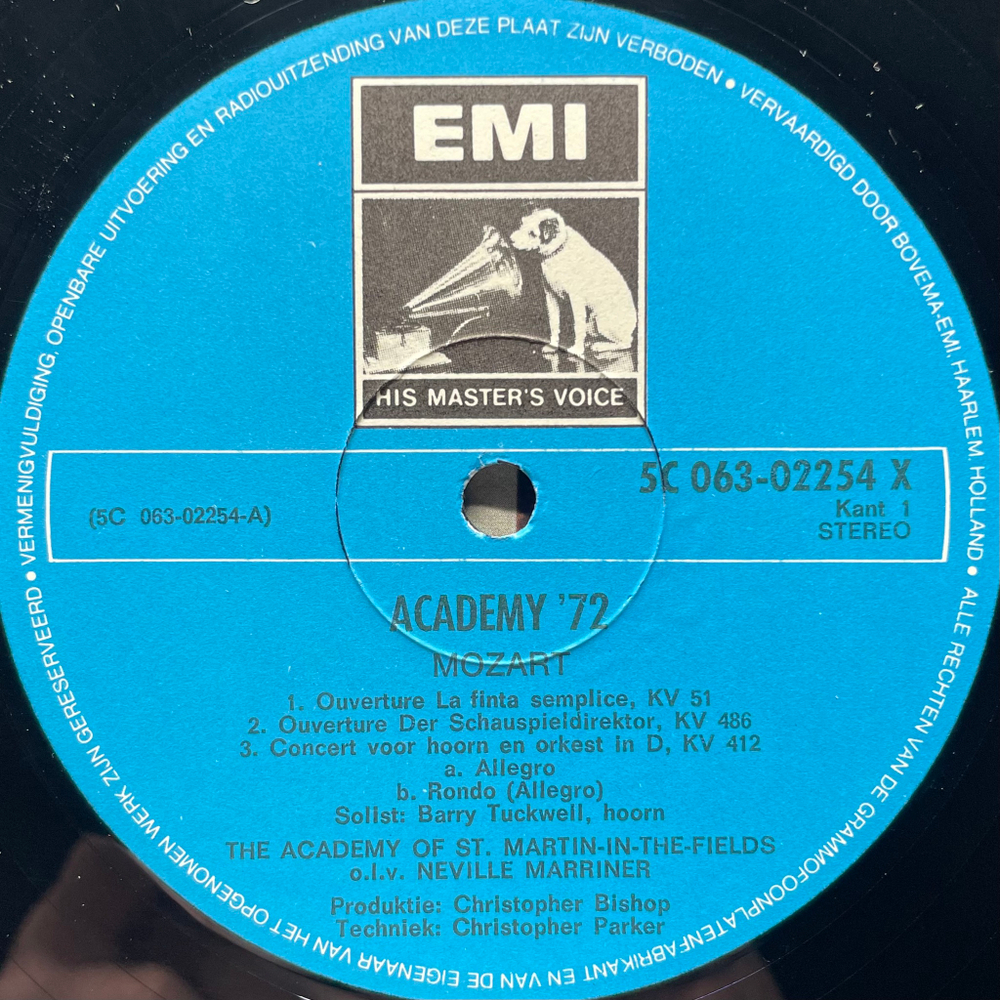 EMI
HIS MASTER'S VOICE
5C 063-02254 X
(5C 063-02254-A)
Kant 1
STEREO
ACADEMY '72
MOZART
1. Ouverture La finta semplice, KV 51
2. Ouverture Der Schauspieldirektor, KV 486
3. Concert voor hoorn en orkest in D, KV 412
a. Allegro
b. Rondo (Allegro)
Solist: Barry Tuckwell, hoorn
THE ACADEMY OF ST. MARTIN-IN-THE-FIELDS
o.l.v. NEVILLE MARRINER
Produktie: Christopher Bishop
Techniek: Christopher Parker
VERVAARDIGD DOOR BOVEMA-EMI, HAARLEM, HOLLAND • ALLE RECHTEN VAN DE GRAMMOFOONPLATENFABRIKANT EN VAN DE EIGENAAR VAN HET OPGENOMEN WERK ZIJN GERESERVEERD • VERMENIGVULDIGING, OPENBARE UITVOERING EN RADIOUITZENDING VAN DEZE PLAAT ZIJN VERBODEN •